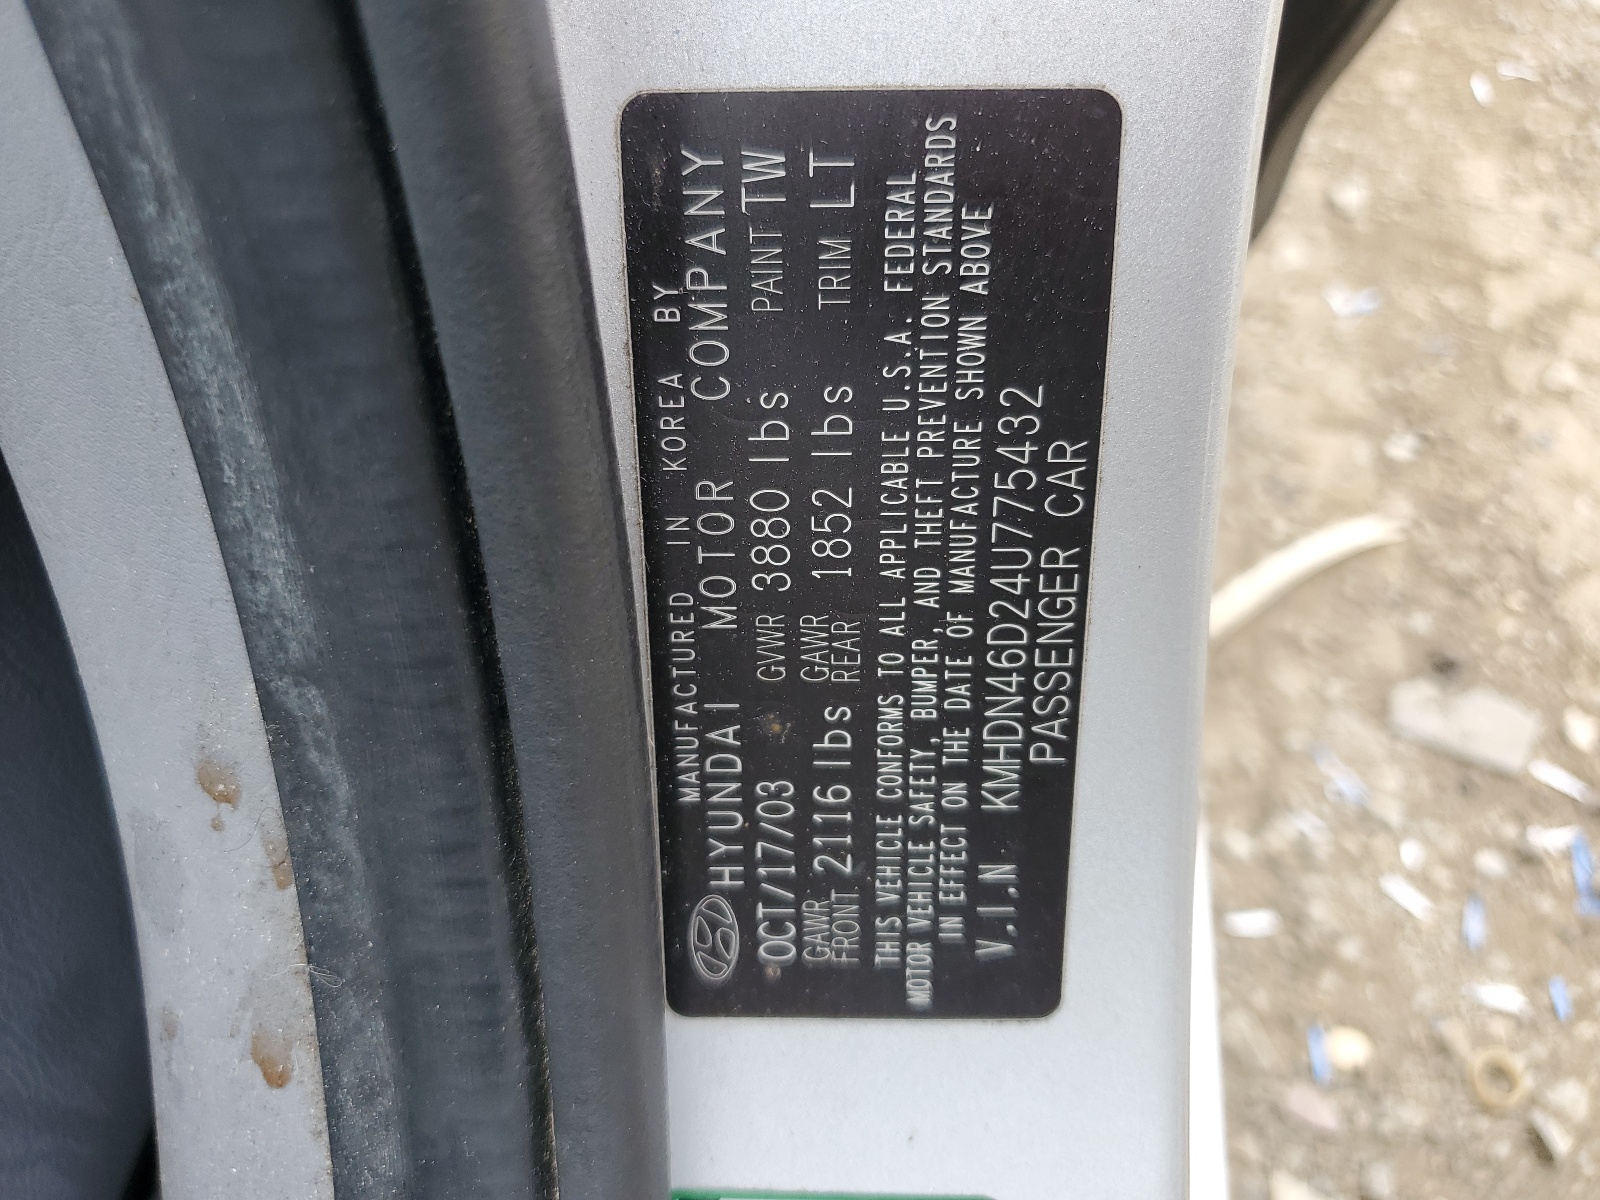 MANUFACTURED IN KOREA BY
HYUNDAI MOTOR COMPANY
OCT/17/03 GVWR 3880 lbs PAINT TW
GAWR FRONT 2116 lbs GAWR REAR 1852 lbs TRIM LT
THIS VEHICLE CONFORMS TO ALL APPLICABLE U.S.A. FEDERAL
MOTOR VEHICLE SAFETY, BUMPER, AND THEFT PREVENTION STANDARDS
IN EFFECT ON THE DATE OF MANUFACTURE SHOWN ABOVE
V.I.N KMHDN46D24U775432
PASSENGER CAR